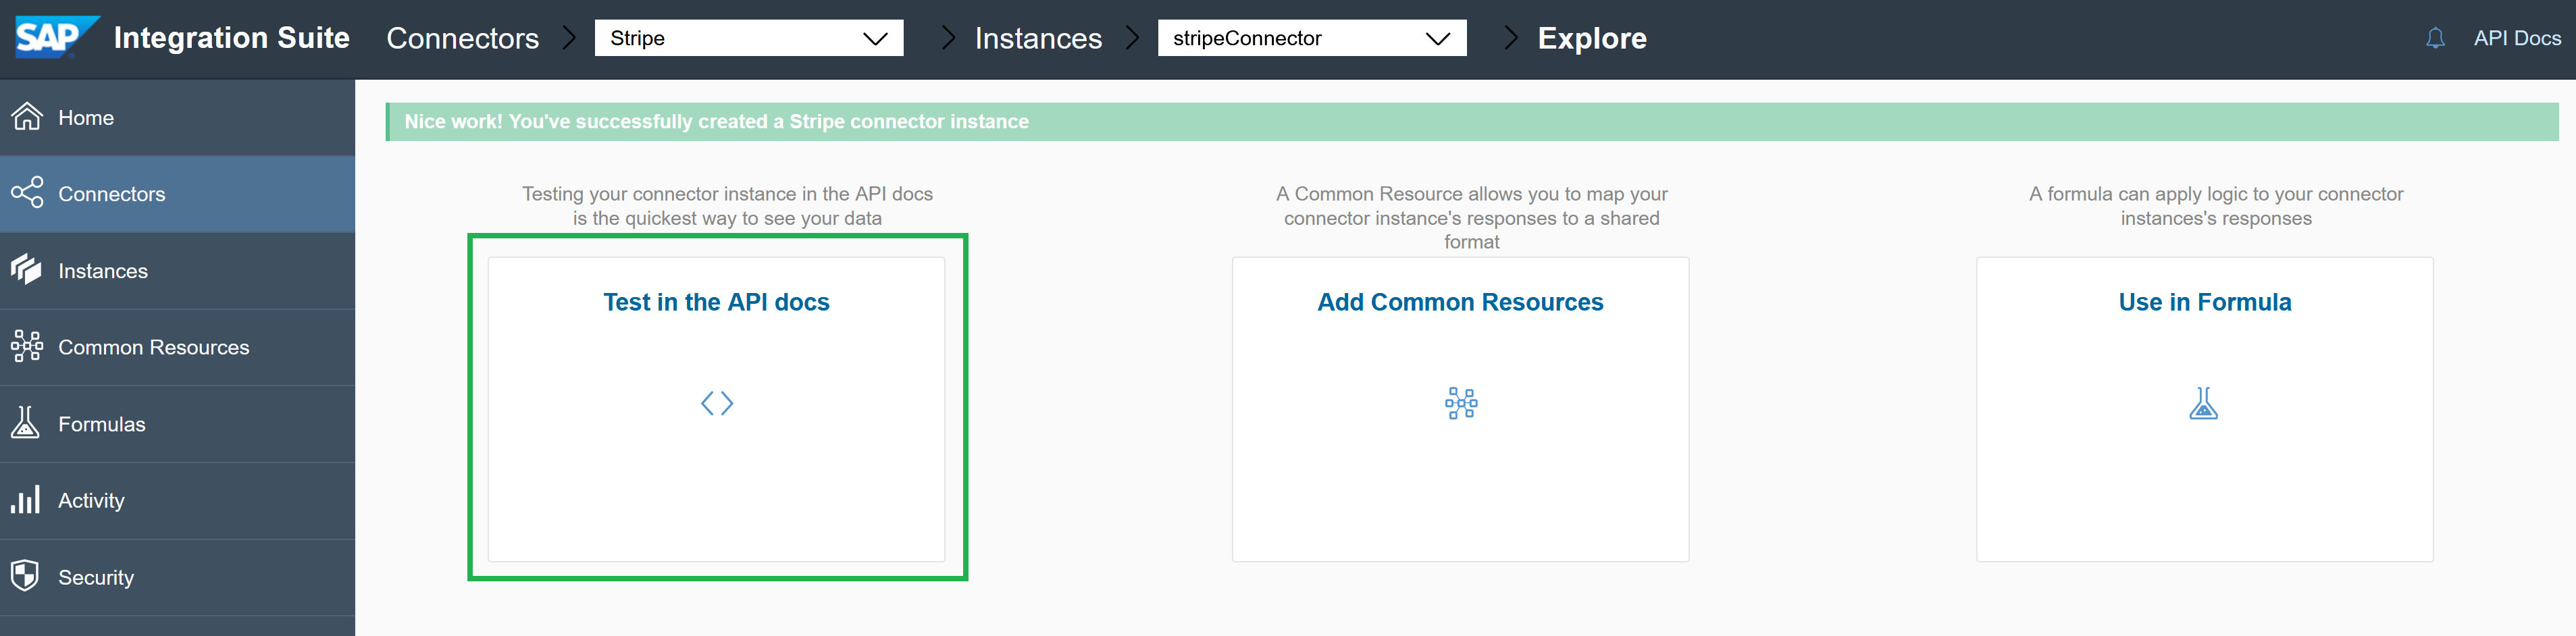 SAP Integration Suite Connectors Stripe Instances stripeConnector Explore API Docs
Home
Connectors
Instances
Common Resources
Formulas
Activity
Security
Nice work! You've successfully created a Stripe connector instance
Testing your connector instance in the API docs
is the quickest way to see your data
Test in the API docs
A Common Resource allows you to map your
connector instance's responses to a shared
format
Add Common Resources
A formula can apply logic to your connector
instances's responses
Use in Formula